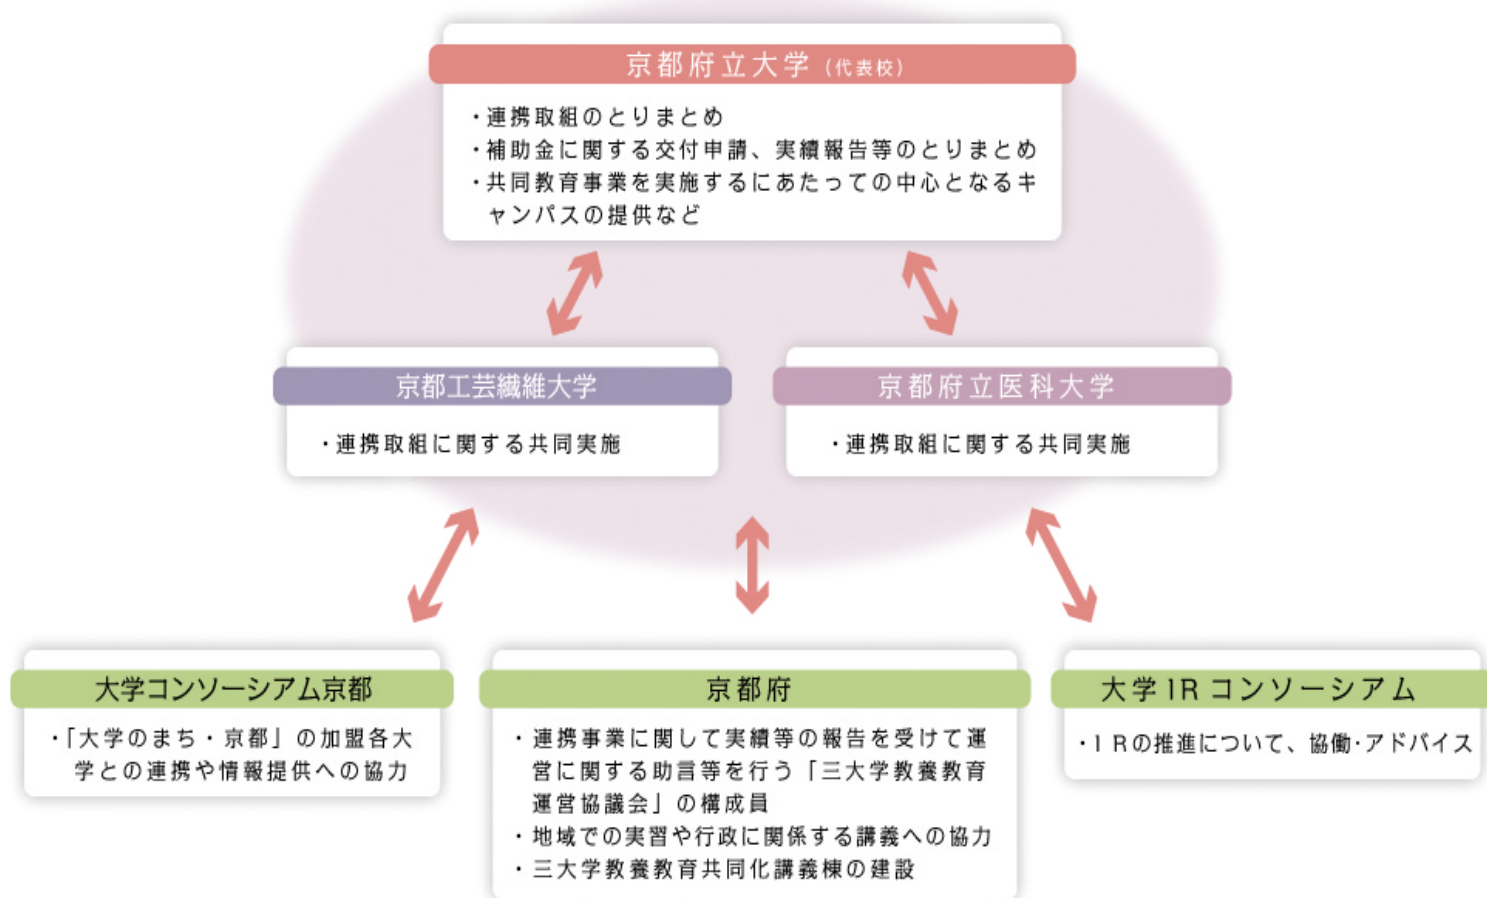 京都府立大学（代表校）
・連携取組のとりまとめ
・補助金に関する交付申請、実績報告等のとりまとめ
・共同教育事業を実施するにあたっての中心となるキ
ャンパスの提供など
京都工芸繊維大学
・連携取組に関する共同実施
京都府立医科大学
・連携取組に関する共同実施
大学コンソーシアム京都
・「大学のまち・京都」の加盟各大
学との連携や情報提供への協力
京都府
・連携事業に関して実績等の報告を受けて運
営に関する助言等を行う「三大学教養教育
運営協議会」の構成員
・地域での実習や行政に関係する講義への協力
・三大学教養教育共同化講義棟の建設
大学IRコンソーシアム
・IRの推進について、協働・アドバイス